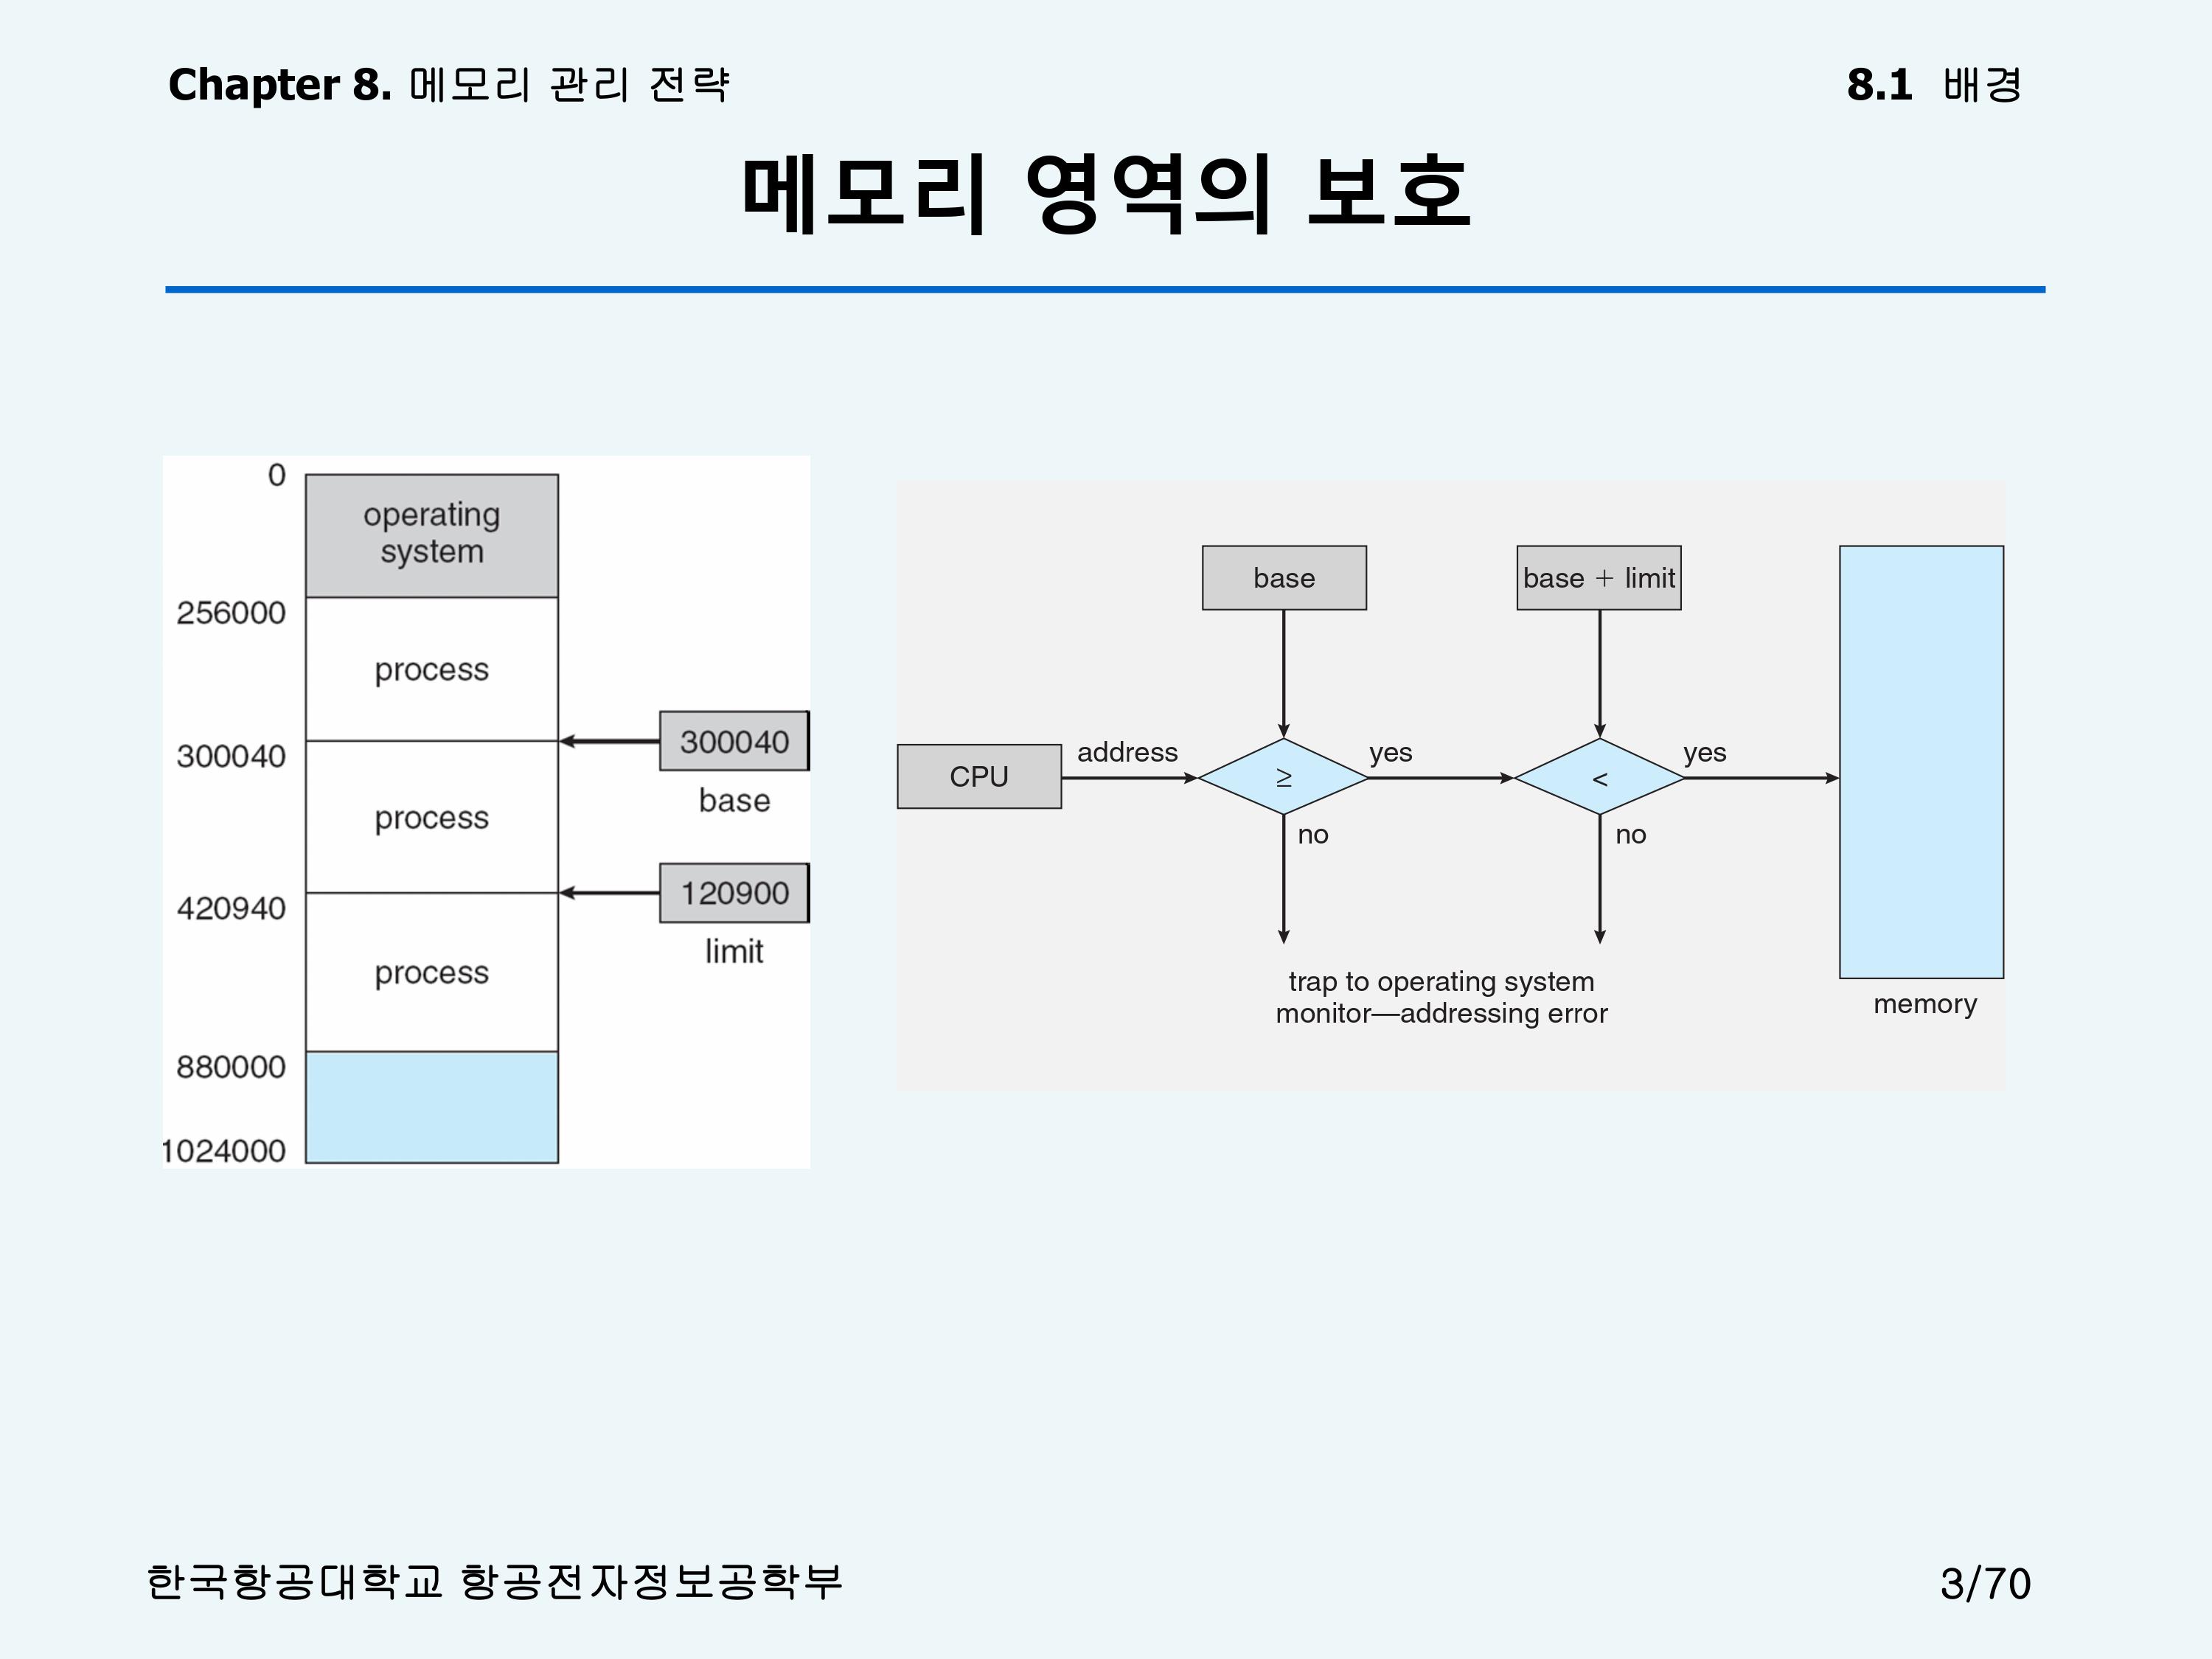 Chapter 8. 메모리 관리 전략
8.1 배경
메모리 영역의 보호
0
operating
system
256000
process
300040
300040
base
process
420940
120900
limit
process
880000
1024000
base
base + limit
CPU
address
≥
yes
<
yes
no
no
trap to operating system
monitor—addressing error
memory
한국항공대학교 항공전자정보공학부
3/70